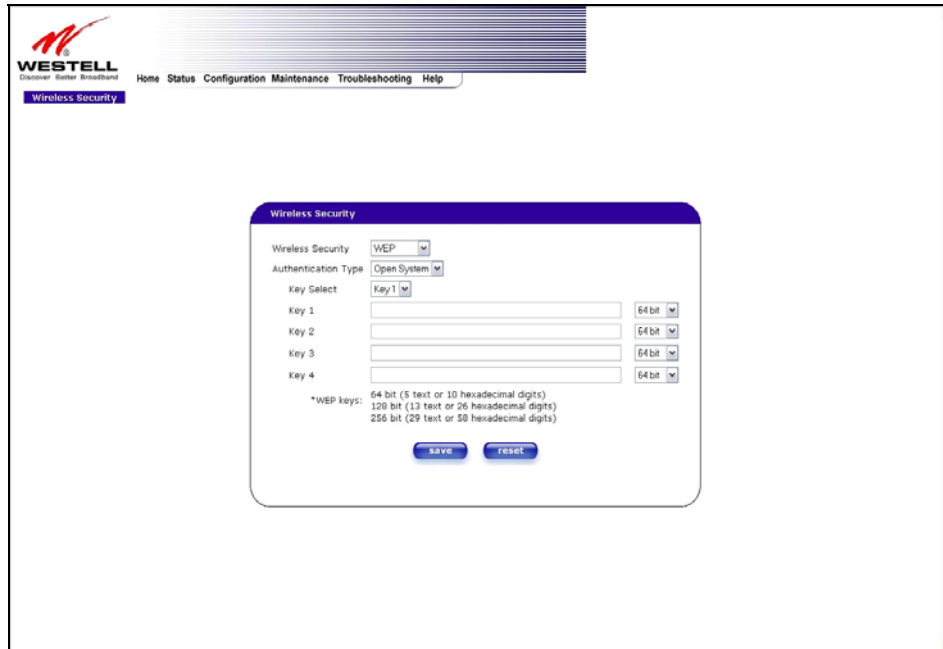 WESTELL
®
Discover Better Broadband
Home Status Configuration Maintenance Troubleshooting Help
Wireless Security
Wireless Security
Wireless Security WEP
Authentication Type Open System
Key Select Key 1
Key 1 64 bit
Key 2 64 bit
Key 3 64 bit
Key 4 64 bit
*WEP keys: 64 bit (5 text or 10 hexadecimal digits)
128 bit (13 text or 26 hexadecimal digits)
256 bit (29 text or 58 hexadecimal digits)
save reset